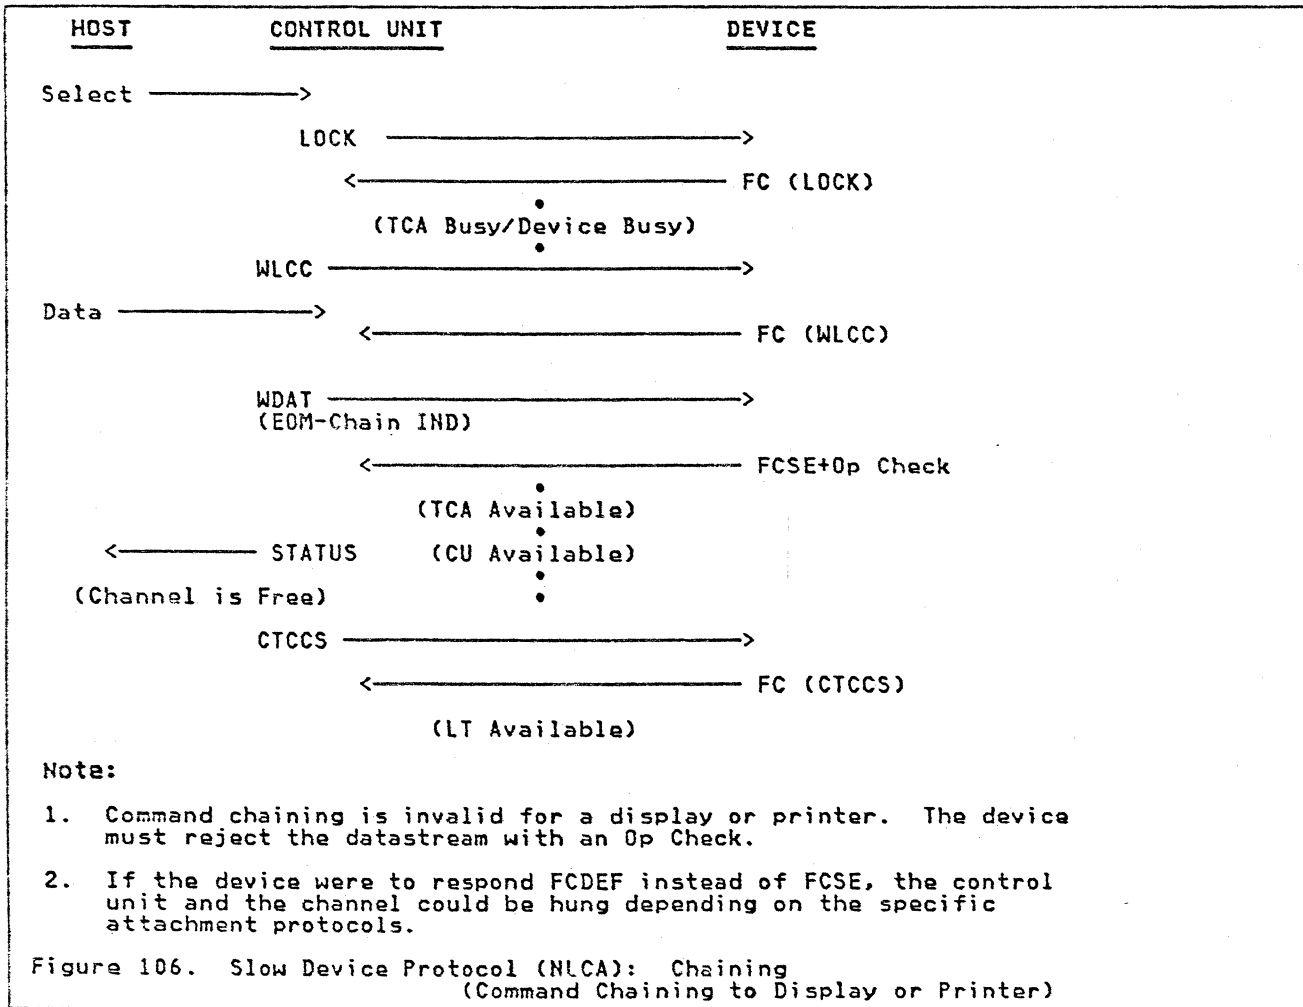 HOST CONTROL UNIT DEVICE
Select
LOCK
FC (LOCK)
(TCA Busy/Device Busy)
WLCC
Data
FC (WLCC)
WDAT
(EOM-Chain IND)
FCSE+Op Check
(TCA Available)
STATUS (CU Available)
(Channel is Free)
CTCCS
FC (CTCCS)
(LT Available)
Note:
1. Command chaining is invalid for a display or printer. The device
must reject the datastream with an Op Check.
2. If the device were to respond FCDEF instead of FCSE, the control
unit and the channel could be hung depending on the specific
attachment protocols.
Figure 106. Slow Device Protocol (NLCA): Chaining
(Command Chaining to Display or Printer)